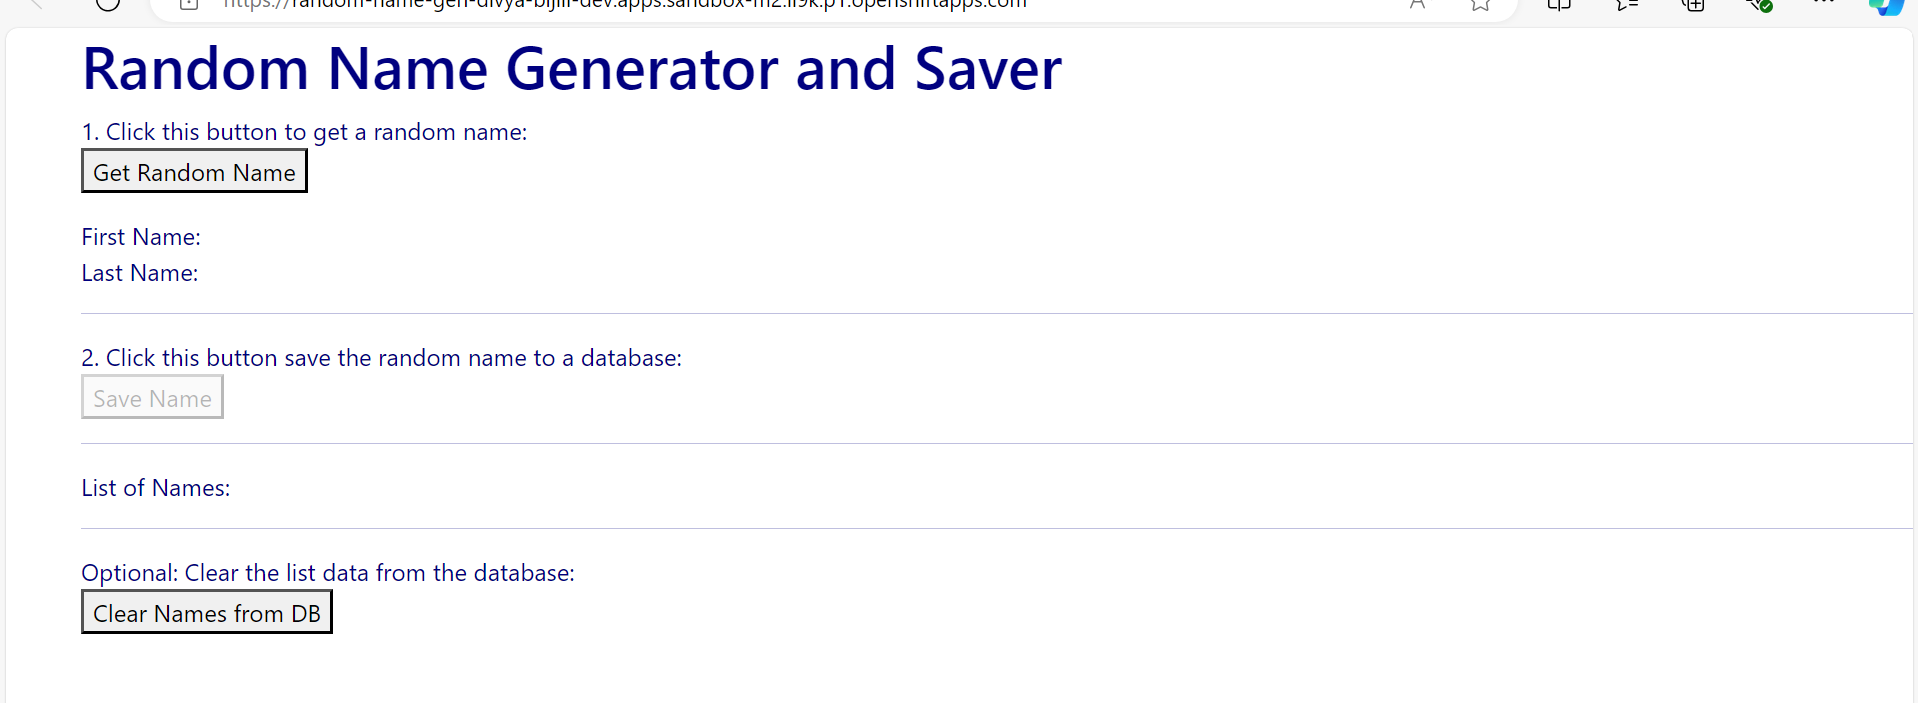 https://random-name-gen-divya-bijili-dev.apps.sandbox-m2.ll9k.p1.openshiftapps.com
Random Name Generator and Saver
1. Click this button to get a random name:
Get Random Name
First Name:
Last Name:
2. Click this button save the random name to a database:
Save Name
List of Names:
Optional: Clear the list data from the database:
Clear Names from DB